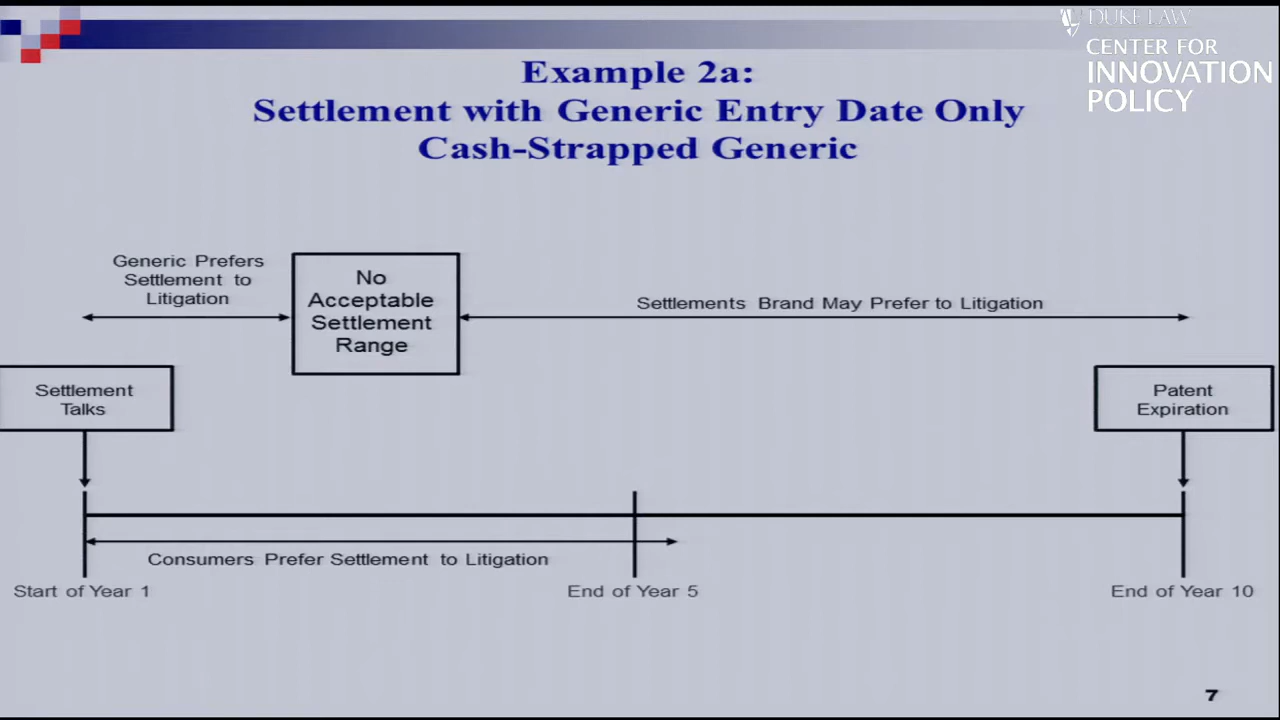 DUKE LAW
CENTER FOR
INNOVATION
POLICY
Example 2a:
Settlement with Generic Entry Date Only
Cash-Strapped Generic
Generic Prefers
Settlement to
Litigation
No
Acceptable
Settlement
Range
Settlements Brand May Prefer to Litigation
Settlement
Talks
Patent
Expiration
Consumers Prefer Settlement to Litigation
Start of Year 1
End of Year 5
End of Year 10
7